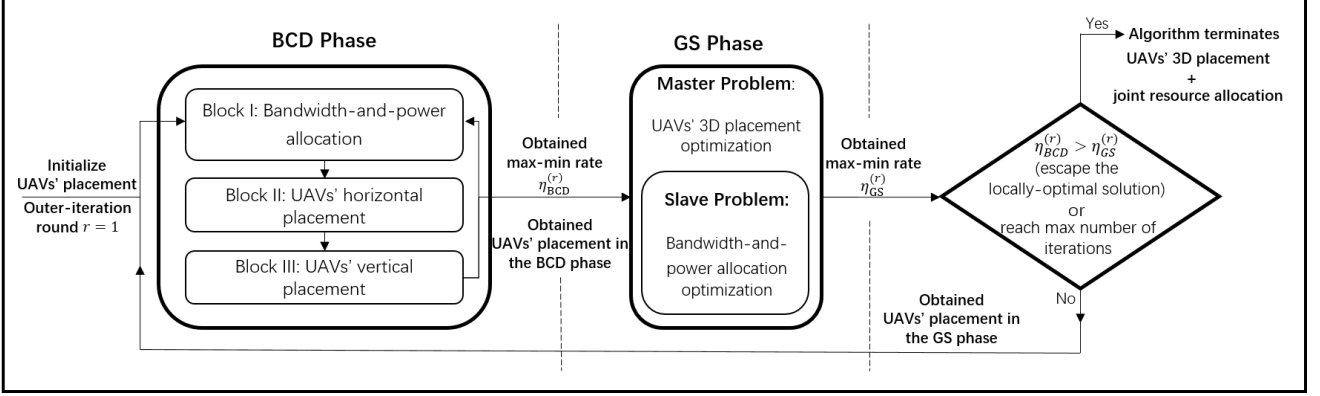 BCD Phase
Initialize
UAVs' placement
Outer-iteration
round r = 1
Block I: Bandwidth-and-power
allocation
Block II: UAVs' horizontal
placement
Block III: UAVs' vertical
placement
Obtained
max-min rate
η_BCD^(r)
Obtained
UAVs' placement in
the BCD phase
GS Phase
Master Problem:
UAVs' 3D placement
optimization
Slave Problem:
Bandwidth-and-
power allocation
optimization
Obtained
max-min rate
η_GS^(r)
Yes
Algorithm terminates
UAVs' 3D placement
+
joint resource allocation
η_BCD^(r) > η_GS^(r)
(escape the
locally-optimal solution)
or
reach max number of
iterations
No
Obtained
UAVs' placement in
the GS phase